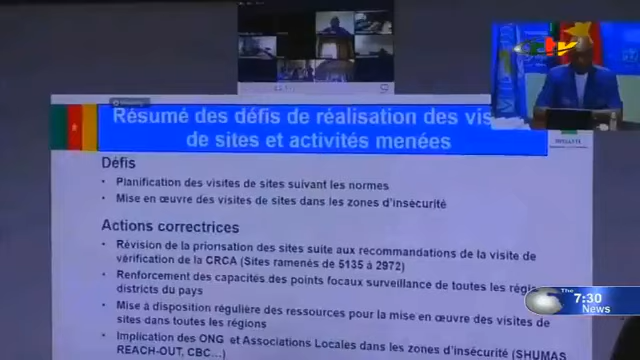 Résumé des défis de réalisation des vis
de sites et activités menées
Défis
• Planification des visites de sites suivant les normes
• Mise en œuvre des visites de sites dans les zones d'insécurité
Actions correctrices
• Révision de la priorisation des sites suite aux recommandations de la visite de
vérification de la CRCA (Sites ramenés de 5135 à 2972)
• Renforcement des capacités des points focaux surveillance de toutes les régio
districts du pays
• Mise à disposition régulière des ressources pour la mise en œuvre des visites de
sites dans toutes les régions
• Implication des ONG et Associations Locales dans les zones d'insécurité (SHUMAS
REACH-OUT, CBC...)
The
7:30
News